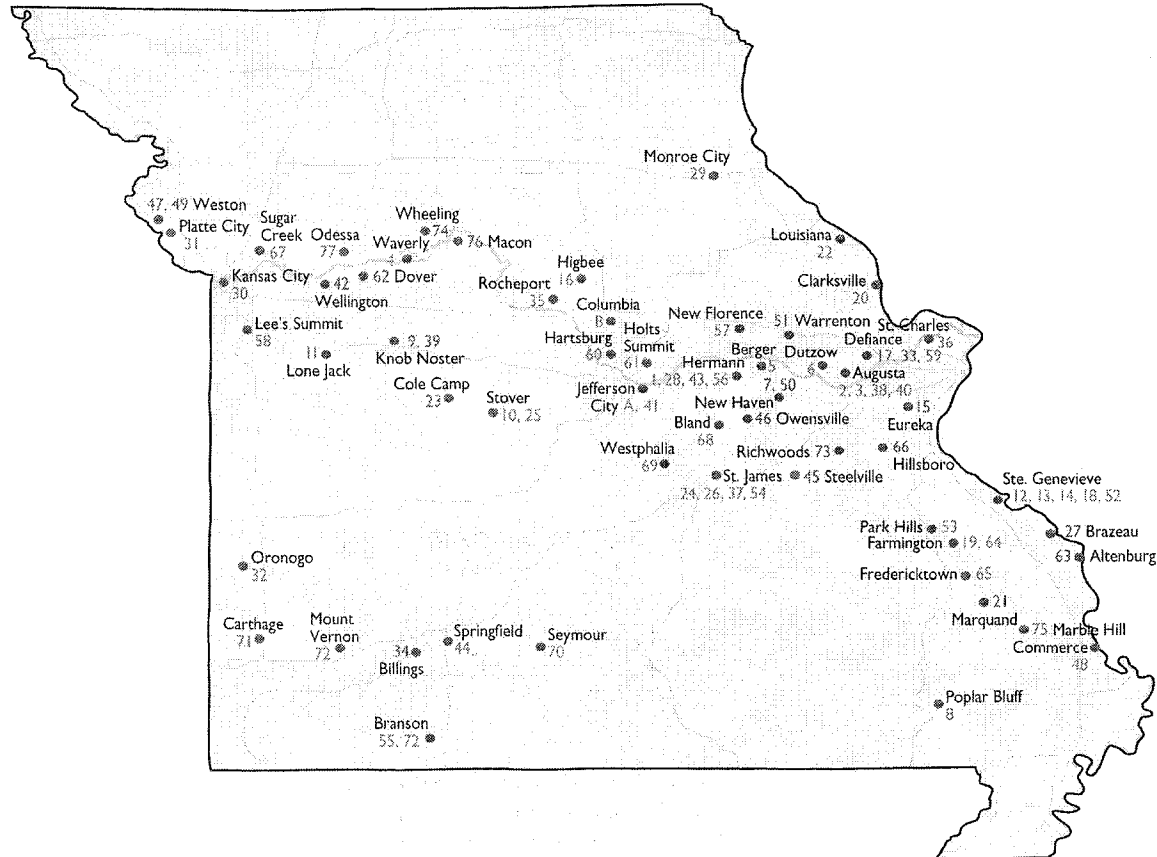 Monroe City
29
47, 49 Weston
Platte City
31
Sugar
Creek
67
Odessa
77
Wheeling
74
Waverly
4
76 Macon
Louisiana
22
Kansas City
30
42
Wellington
62 Dover
Higbee
16
Rocheport
35
Clarksville
20
Lee's Summit
58
11
Lone Jack
9, 39
Knob Noster
Columbia
B
Hartsburg
60
Holts
Summit
61
New Florence
57
51 Warrenton
St. Charles
36
Defiance
17, 33, 59
Hermann
1, 28, 43, 56
Berger
5
Dutzow
6
Augusta
2, 3, 38, 40
Cole Camp
23
Stover
10, 25
Jefferson
City A, 41
7, 50
New Haven
15
Eureka
Bland
68
46 Owensville
Westphalia
69
Richwoods 73
66
Hillsboro
St. James
24, 26, 37, 54
45 Steelville
Ste. Genevieve
12, 13, 14, 18, 52
Park Hills 53
Farmington 19, 64
27 Brazeau
63 Altenburg
Oronogo
32
Fredericktown 65
21
Marquand
Carthage
71
Mount
Vernon
72
34
Billings
Springfield
44
Seymour
70
75 Marble Hill
Commerce
48
Poplar Bluff
8
Branson
55, 72